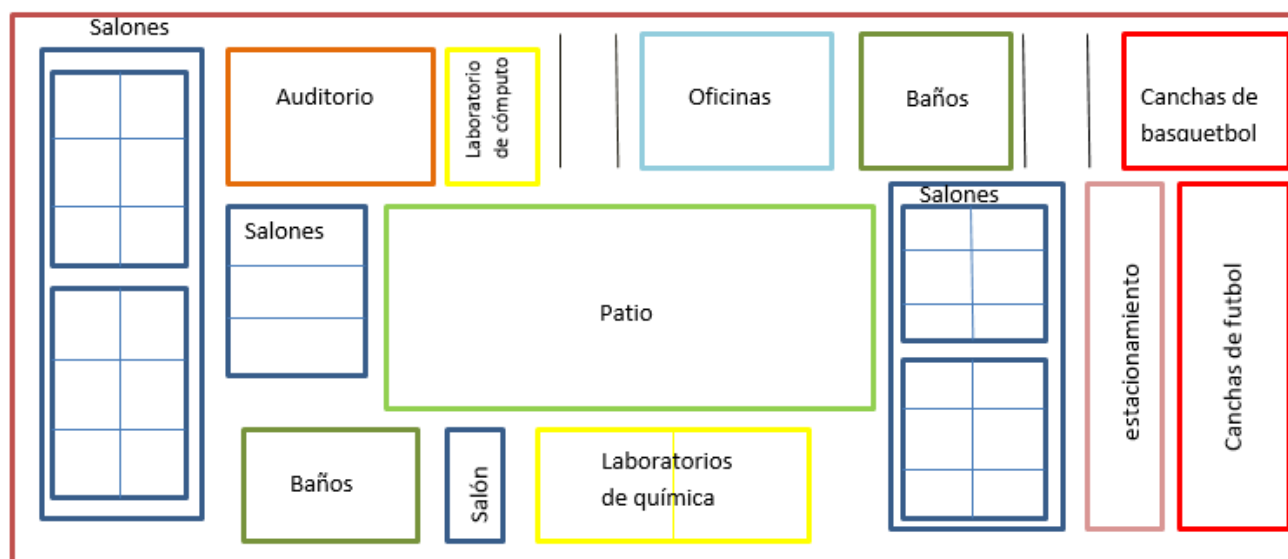 Salones
Auditorio
Laboratorio
de cómputo
Oficinas
Baños
Canchas de
basquetbol
Salones
Salones
Patio
estacionamiento
Canchas de futbol
Baños
Salón
Laboratorios
de química